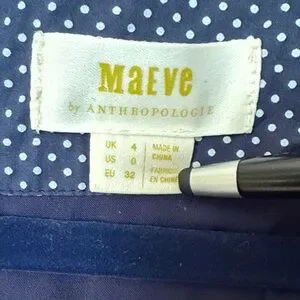 MAEVE
by ANTHROPOLOGIE
UK 4 MADE IN
US 0 CHINA
EU 32 FABRIQUÉ
EN CHINE